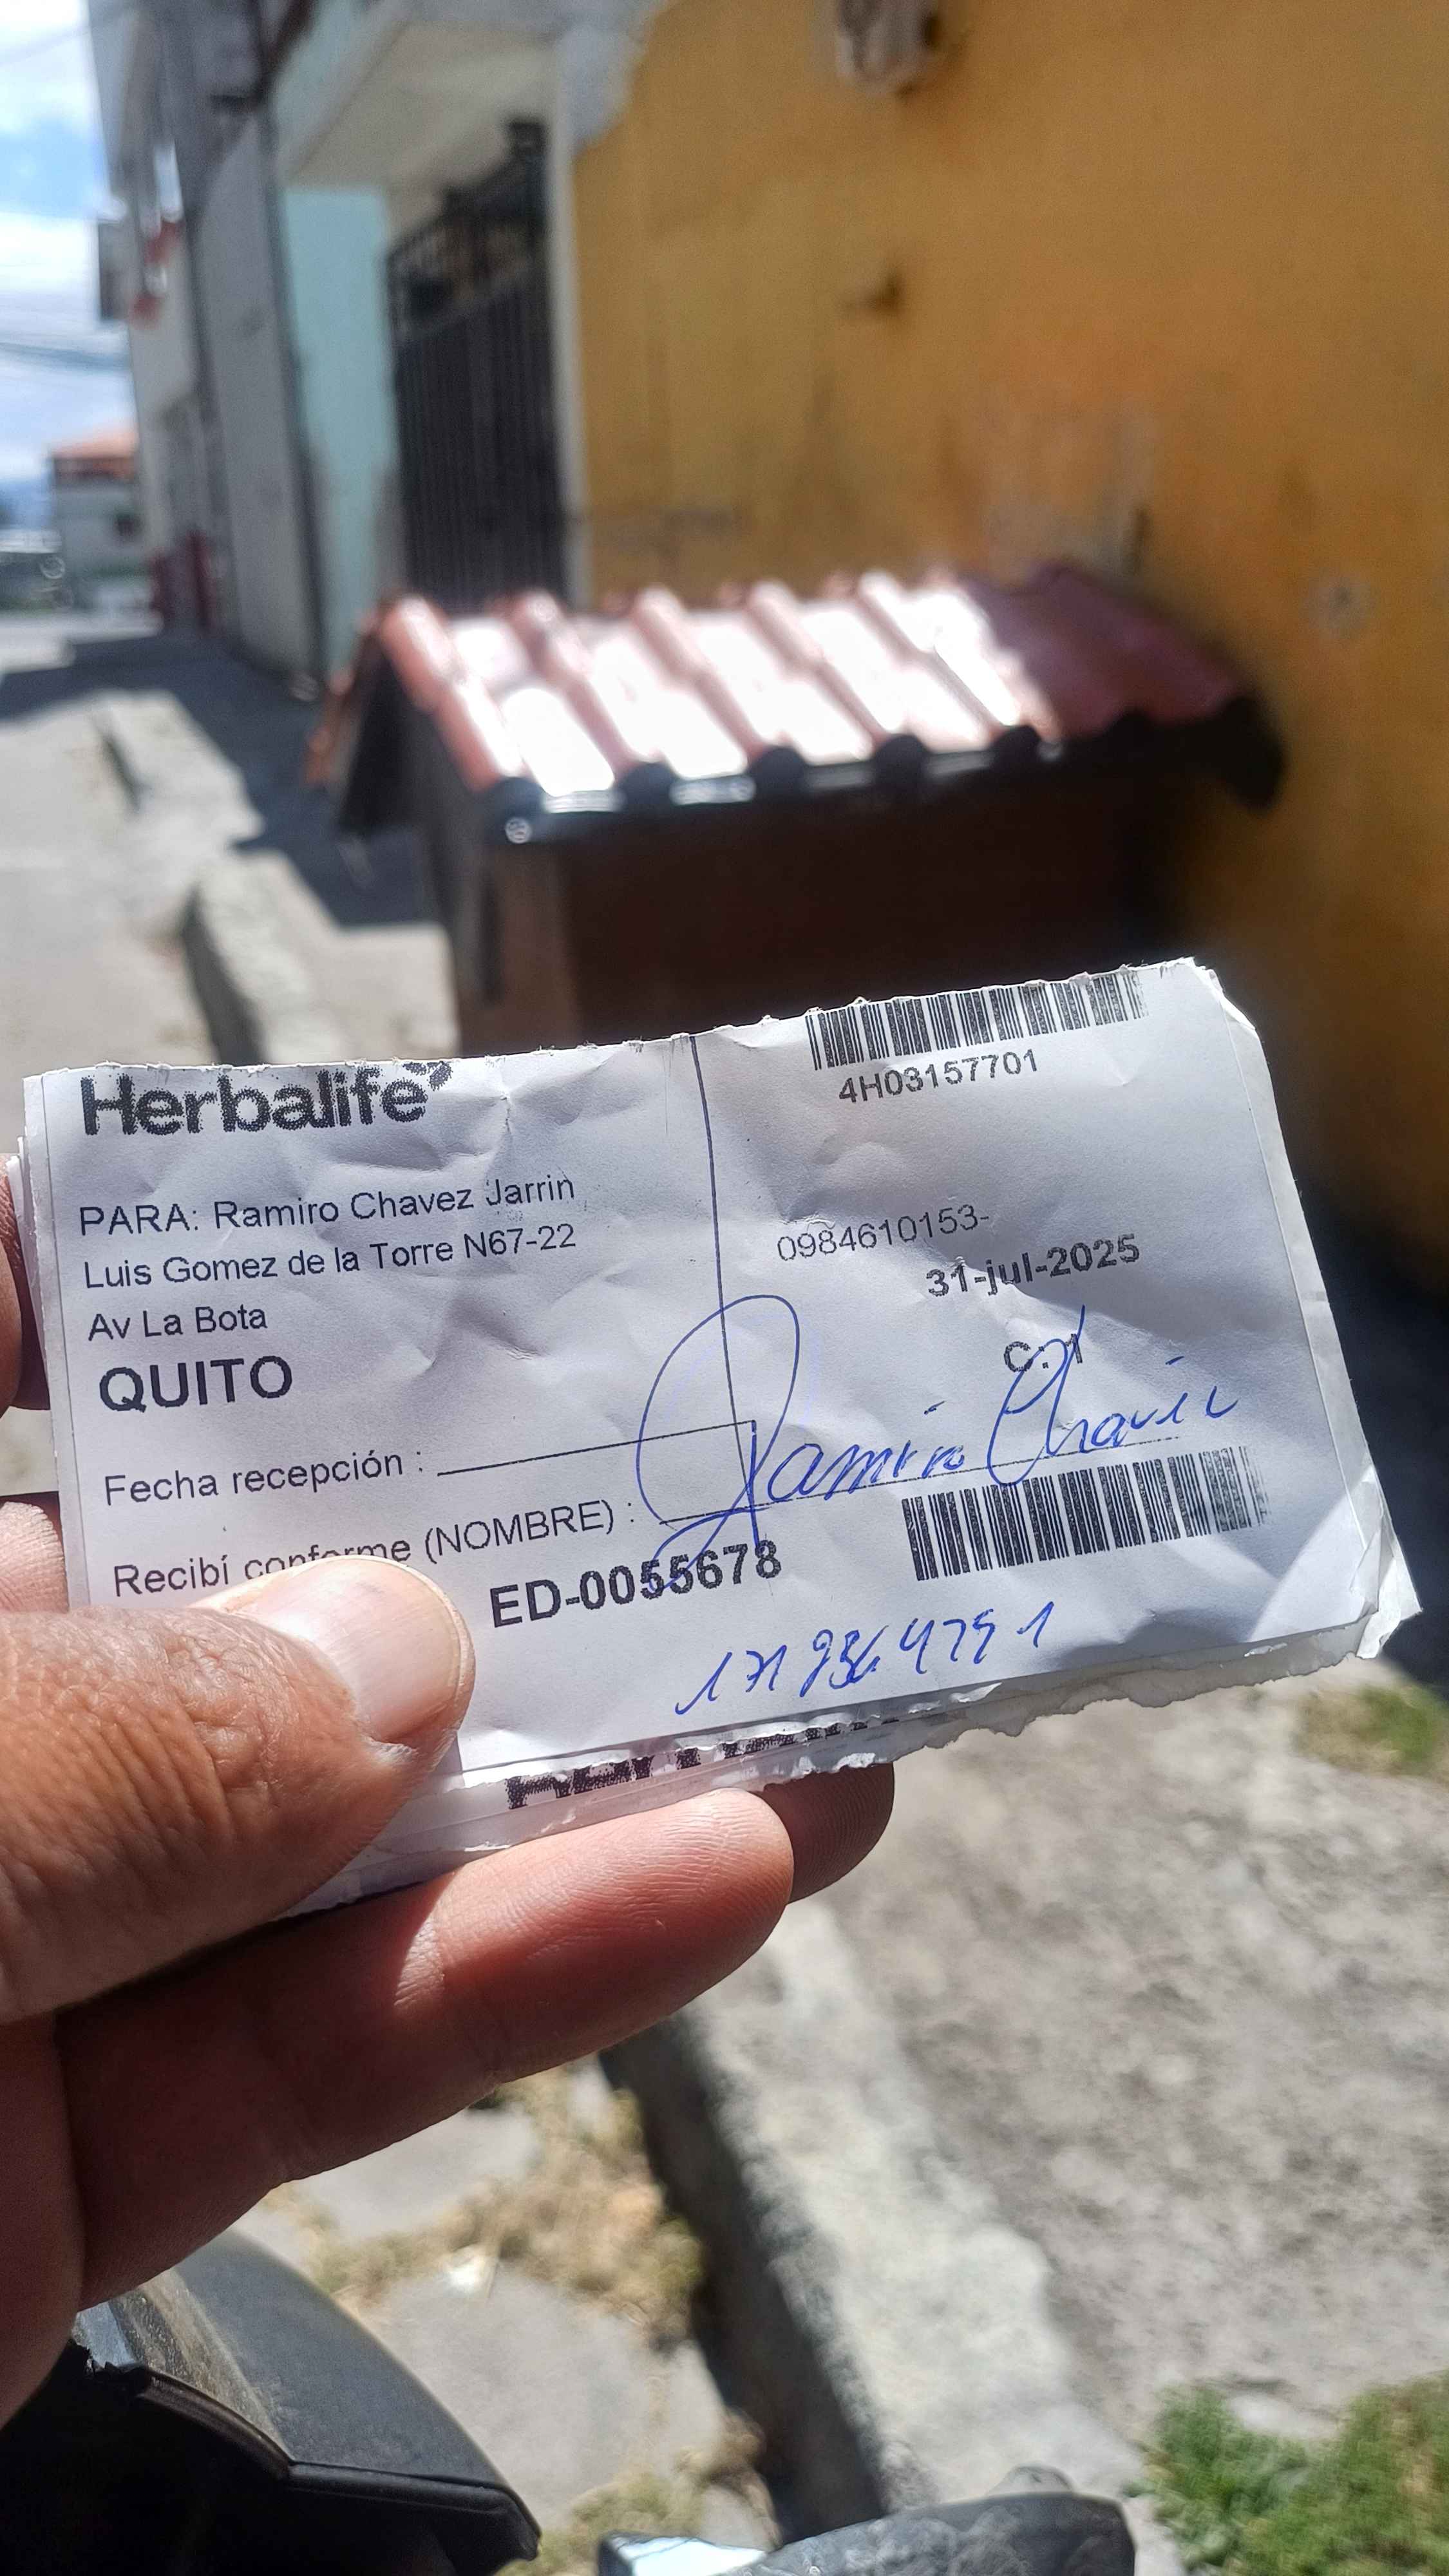 Herbalife
4H03157701
PARA: Ramiro Chavez Jarrin
Luis Gomez de la Torre N67-22
Av La Bota
QUITO
0984610153-
31-jul-2025
C: 1
Fecha recepción :
Recibí conforme (NOMBRE) : Ramiro Chavez
ED-0055678